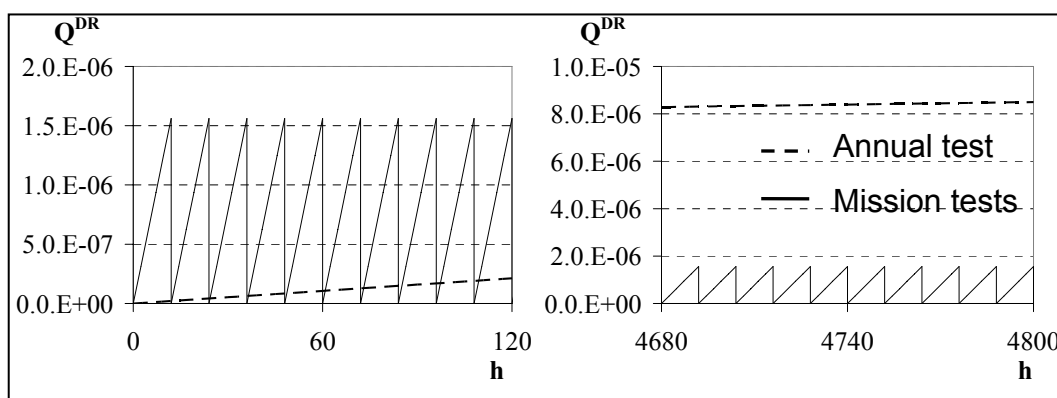 Q^DR
2.0.E-06
1.5.E-06
1.0.E-06
5.0.E-07
0.0.E+00
0 60 120
h
Q^DR
1.0.E-05
8.0.E-06
6.0.E-06
4.0.E-06
2.0.E-06
0.0.E+00
4680 4740 4800
h
Annual test
Mission tests